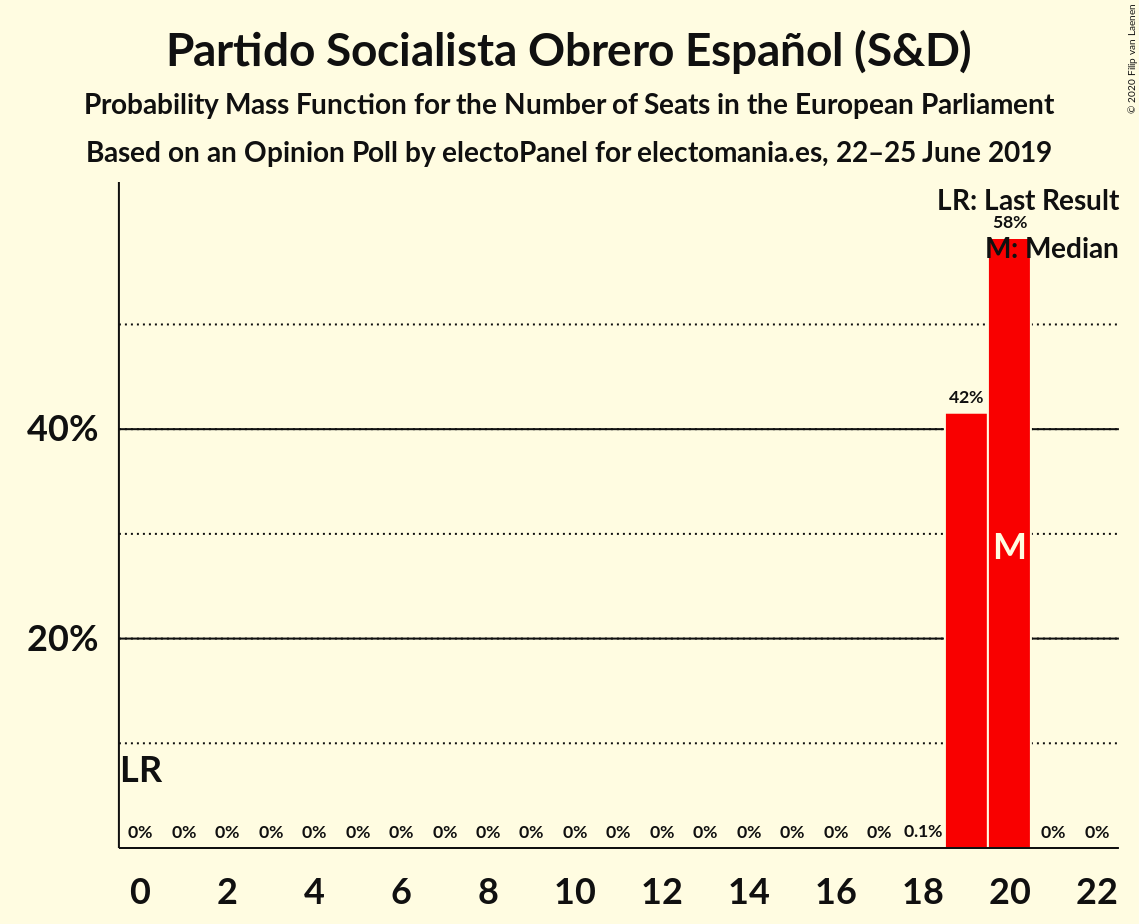 Partido Socialista Obrero Español (S&D)
Probability Mass Function for the Number of Seats in the European Parliament
Based on an Opinion Poll by electoPanel for electomania.es, 22–25 June 2019
© 2020 Filip van Laenen
LR: Last Result
58%
M: Median
42%
40%
M
20%
LR
0% 0% 0% 0% 0% 0% 0% 0% 0% 0% 0% 0% 0% 0% 0% 0% 0% 0% 0.1% 0% 0%
0 2 4 6 8 10 12 14 16 18 20 22